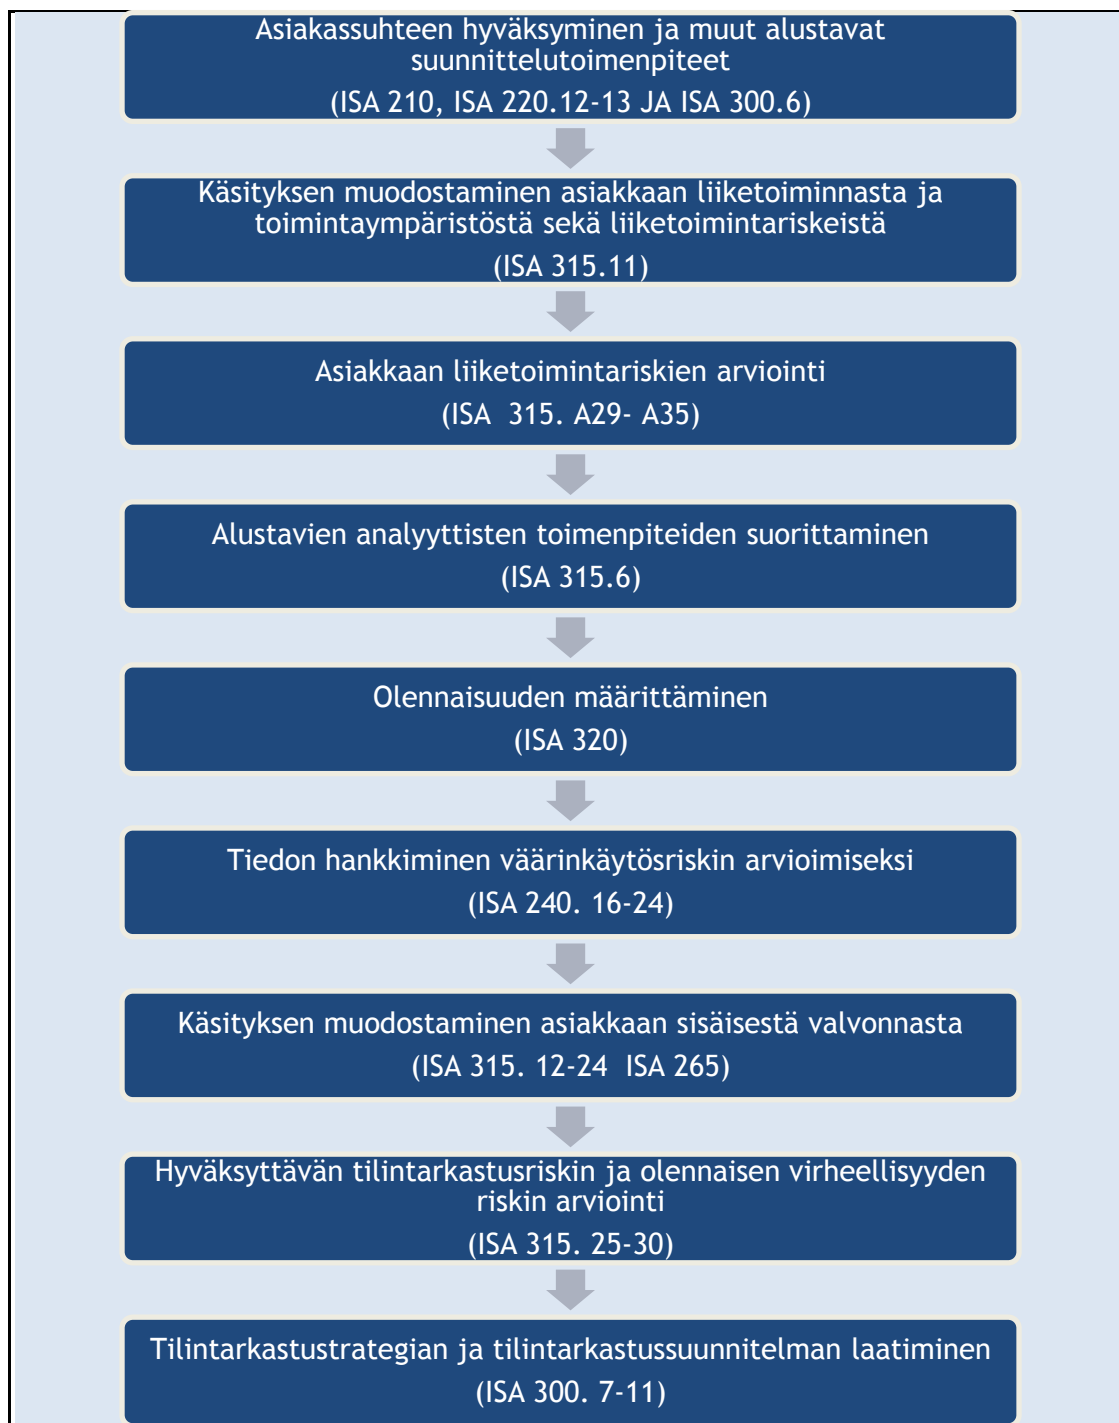 Asiakassuhteen hyväksyminen ja muut alustavat
suunnittelutoimenpiteet
(ISA 210, ISA 220.12-13 JA ISA 300.6)
Käsityksen muodostaminen asiakkaan liiketoiminnasta ja
toimintaympäristöstä sekä liiketoimintariskeistä
(ISA 315.11)
Asiakkaan liiketoimintariskien arviointi
(ISA  315. A29- A35)
Alustavien analyyttisten toimenpiteiden suorittaminen
(ISA 315.6)
Olennaisuuden määrittäminen
(ISA 320)
Tiedon hankkiminen väärinkäytösriskin arvioimiseksi
(ISA 240. 16-24)
Käsityksen muodostaminen asiakkaan sisäisestä valvonnasta
(ISA 315. 12-24  ISA 265)
Hyväksyttävän tilintarkastusriskin ja olennaisen virheellisyyden
riskin arviointi
(ISA 315. 25-30)
Tilintarkastustrategian ja tilintarkastussuunnitelman laatiminen
(ISA 300. 7-11)